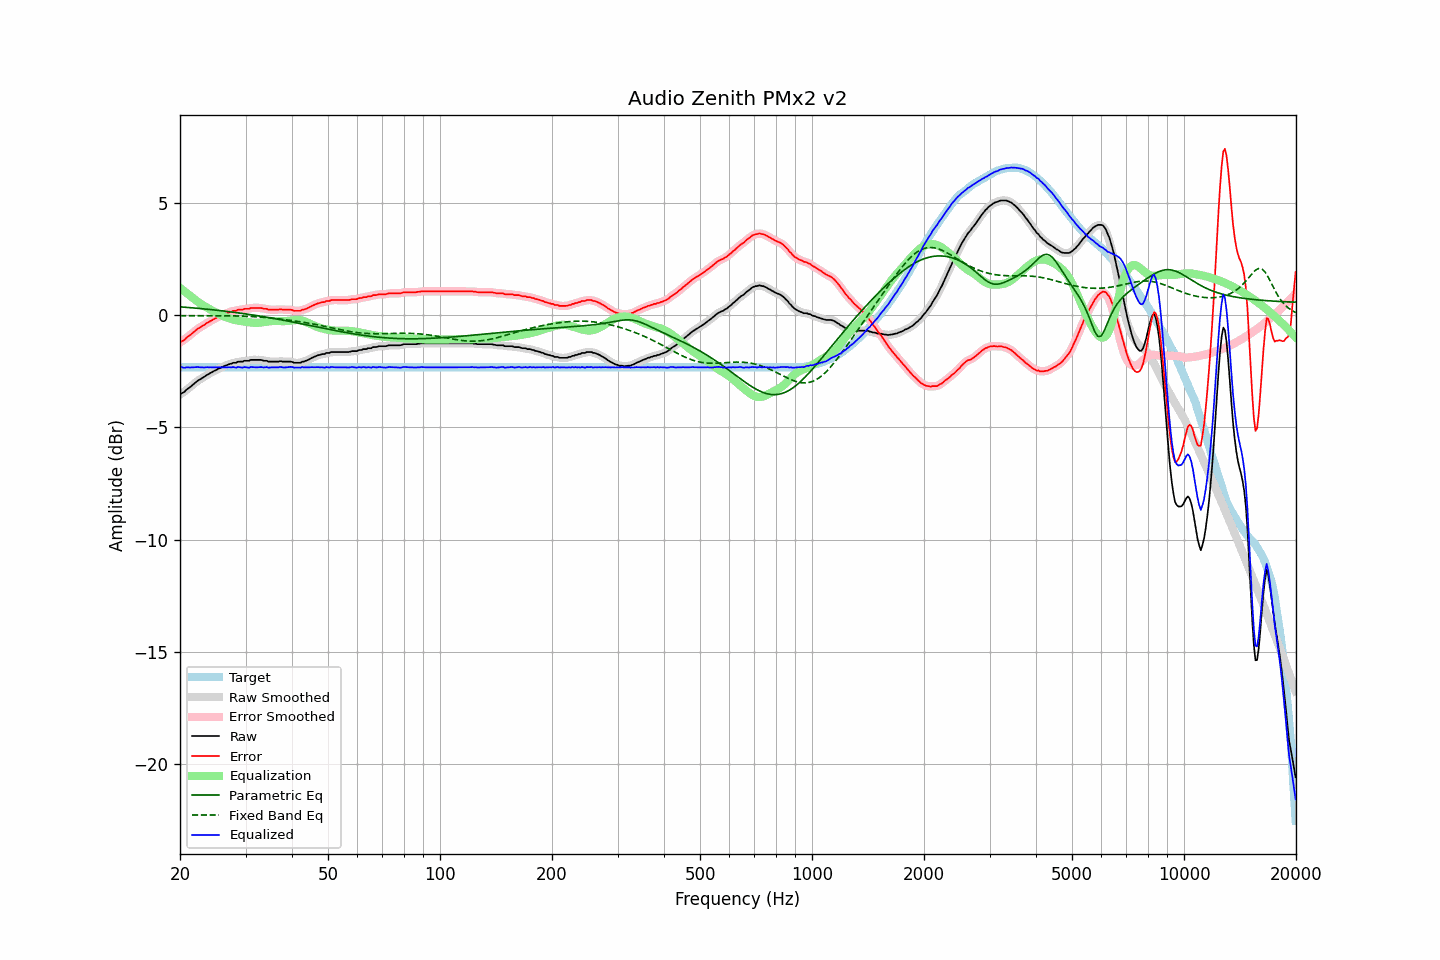 Audio Zenith PMx2 v2
Amplitude (dBr)
5
0
−5
−10
−15
−20
Target
Raw Smoothed
Error Smoothed
Raw
Error
Equalization
Parametric Eq
Fixed Band Eq
Equalized
20 50 100 200 500 1000 2000 5000 10000 20000
Frequency (Hz)